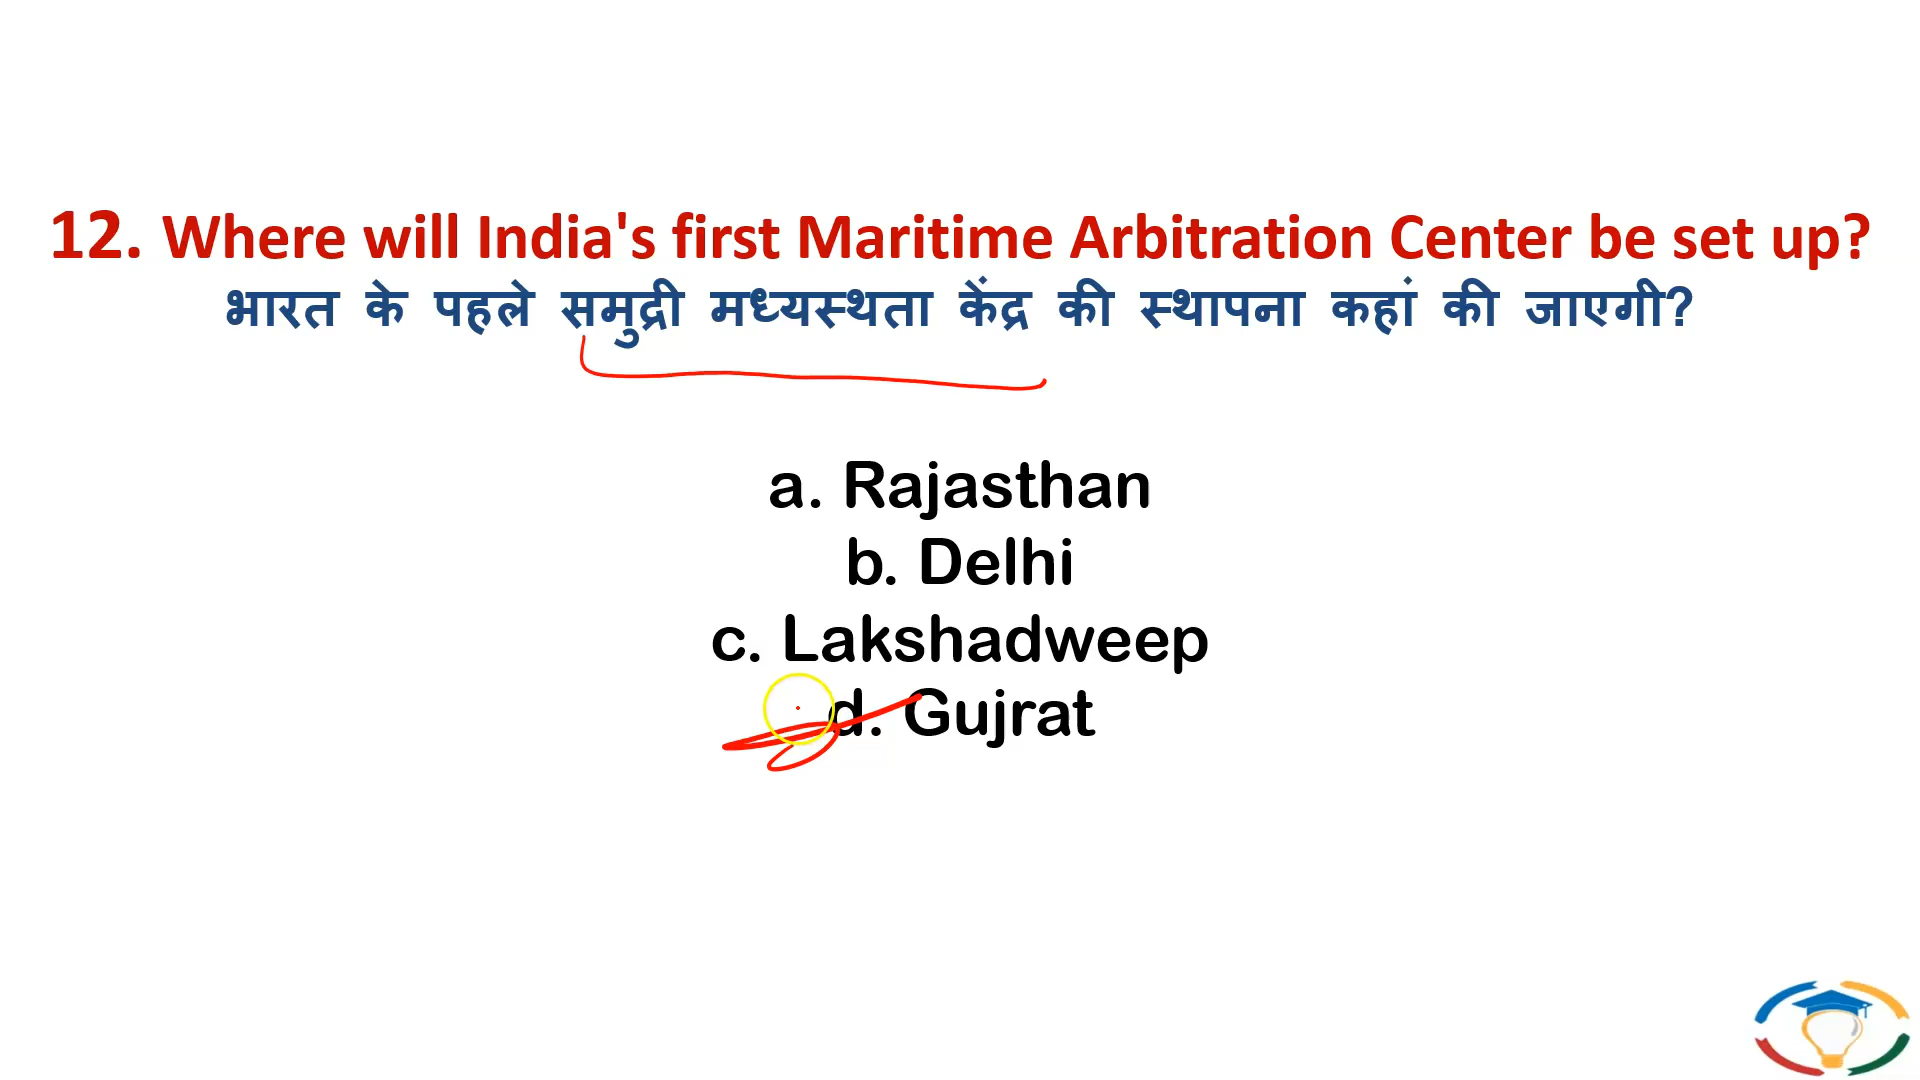 12. Where will India's first Maritime Arbitration Center be set up?
भारत के पहले समुद्री मध्यस्थता केंद्र की स्थापना कहां की जाएगी?
a. Rajasthan
b. Delhi
c. Lakshadweep
d. Gujrat